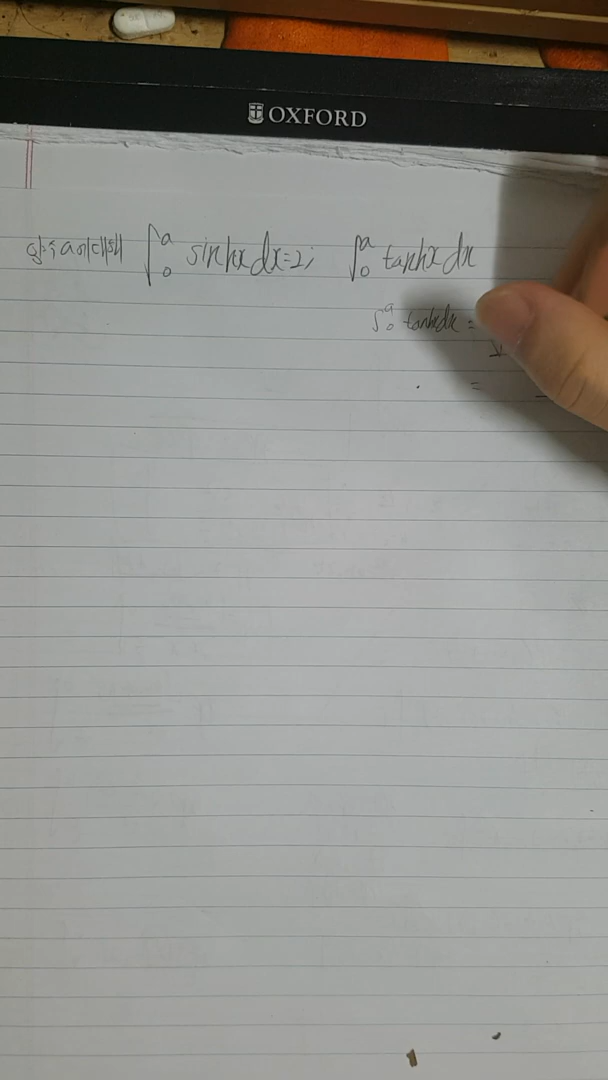 OXFORD
양수 a에 대해 ∫₀ᵃ sinhx dx=2, ∫₀ᵃ tanhx dx
∫₀ᵃ tanhx dx =
=